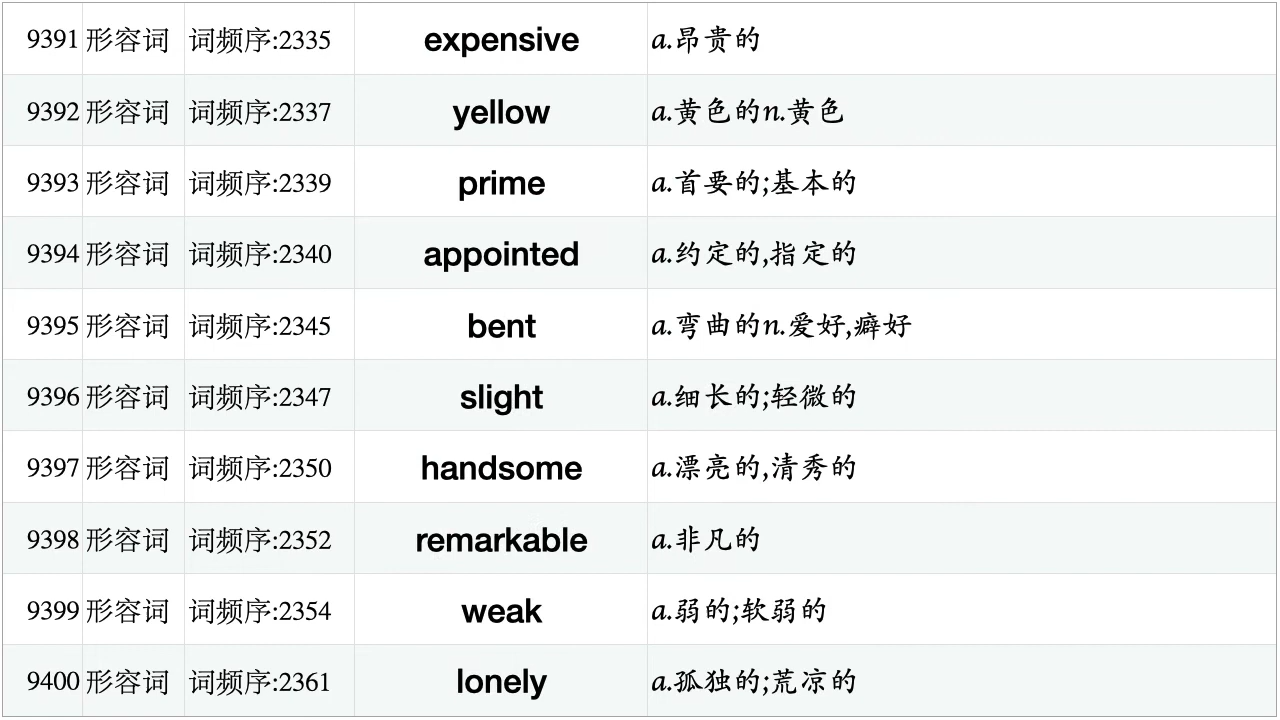 9391 形容词 词频序:2335 expensive a.昂贵的
9392 形容词 词频序:2337 yellow a.黄色的n.黄色
9393 形容词 词频序:2339 prime a.首要的;基本的
9394 形容词 词频序:2340 appointed a.约定的,指定的
9395 形容词 词频序:2345 bent a.弯曲的n.爱好,癖好
9396 形容词 词频序:2347 slight a.细长的;轻微的
9397 形容词 词频序:2350 handsome a.漂亮的,清秀的
9398 形容词 词频序:2352 remarkable a.非凡的
9399 形容词 词频序:2354 weak a.弱的;软弱的
9400 形容词 词频序:2361 lonely a.孤独的;荒凉的